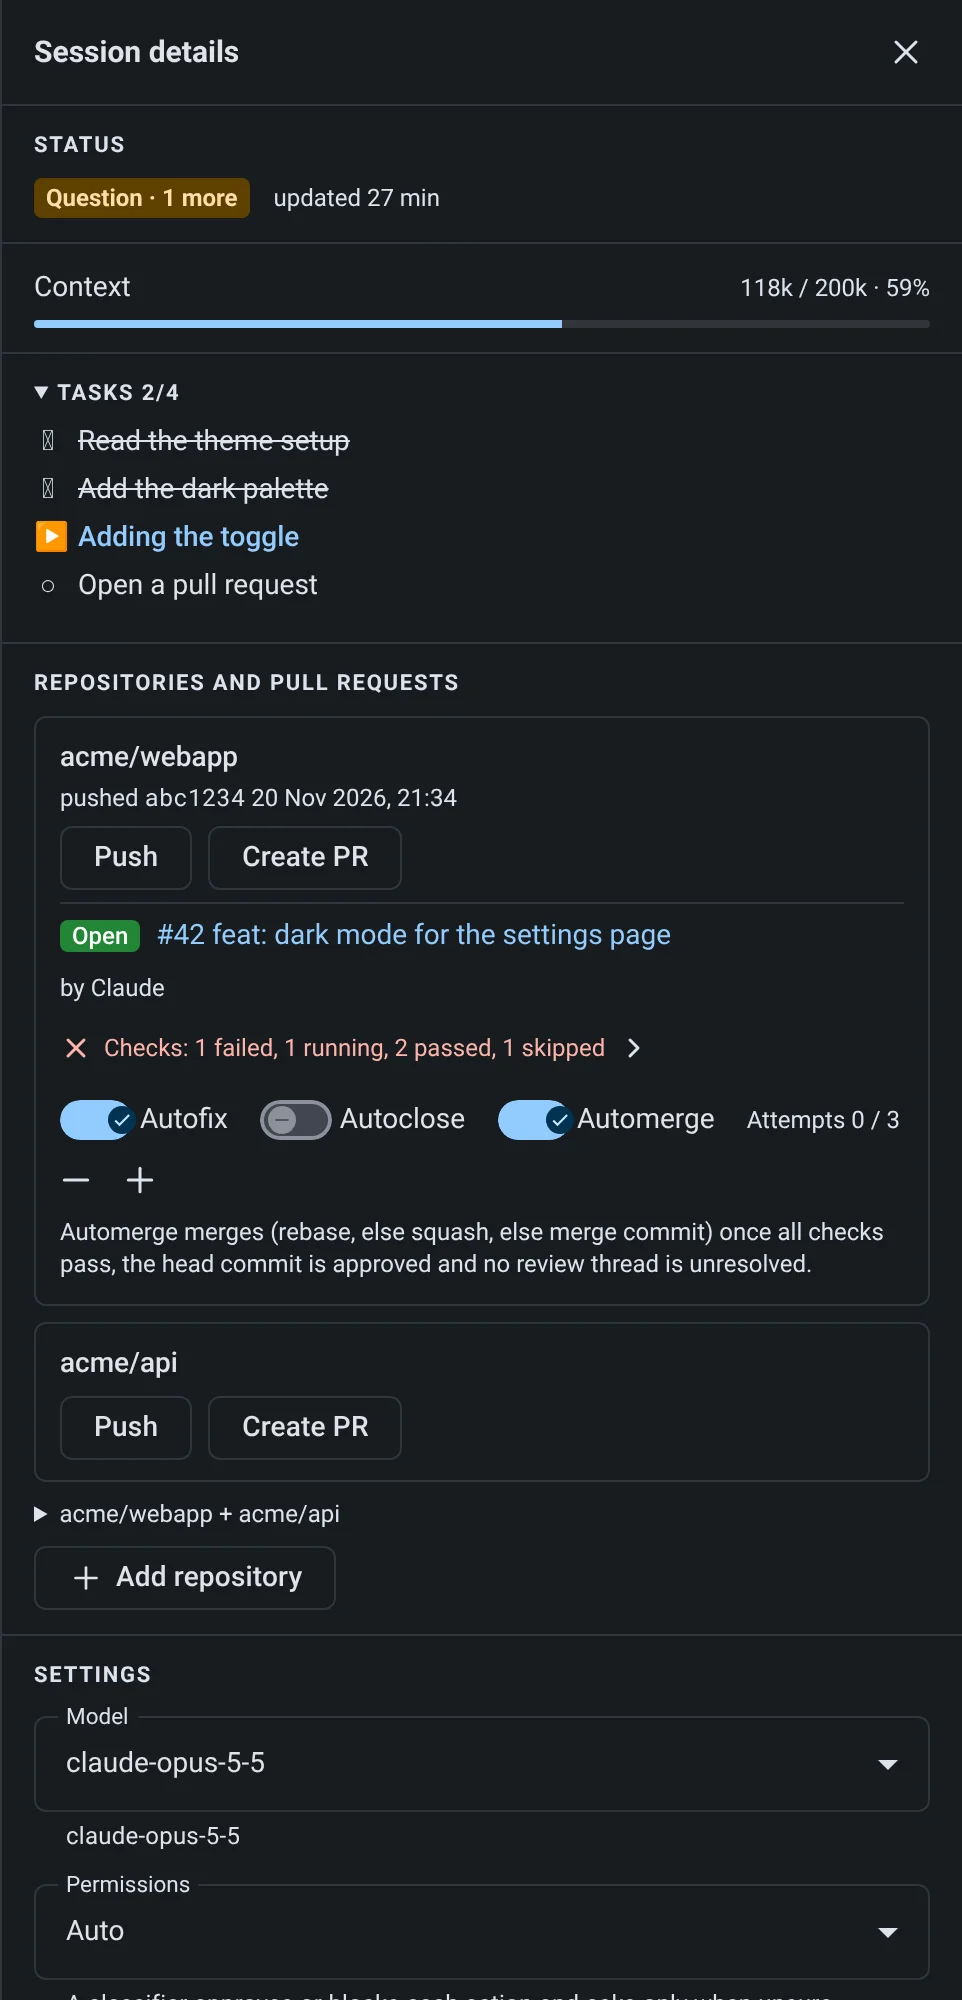 Session details
STATUS
Question · 1 more updated 27 min
Context 118k / 200k · 59%
▼ TASKS 2/4
Read the theme setup
Add the dark palette
▶️ Adding the toggle
○ Open a pull request
REPOSITORIES AND PULL REQUESTS
acme/webapp
pushed abc1234 20 Nov 2026, 21:34
Push Create PR
Open #42 feat: dark mode for the settings page
by Claude
Checks: 1 failed, 1 running, 2 passed, 1 skipped
Autofix Autoclose Automerge Attempts 0 / 3
Automerge merges (rebase, else squash, else merge commit) once all checks
pass, the head commit is approved and no review thread is unresolved.
acme/api
Push Create PR
▶ acme/webapp + acme/api
+ Add repository
SETTINGS
Model
claude-opus-5-5
claude-opus-5-5
Permissions
Auto